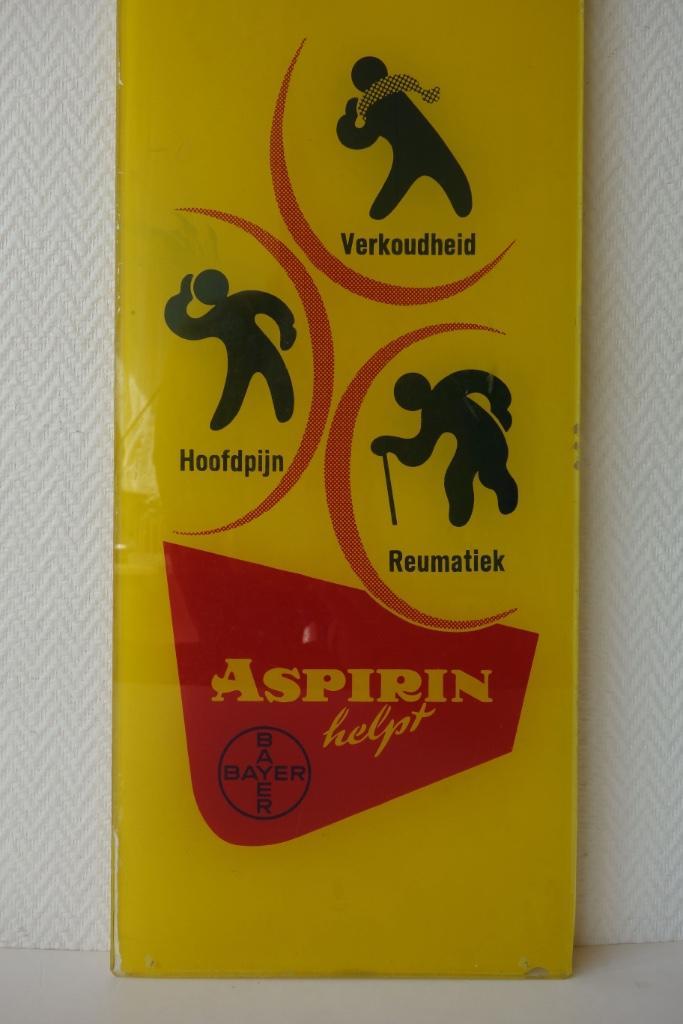 Verkoudheid
Hoofdpijn
Reumatiek
ASPIRIN
helpt
BAYER
BAYER